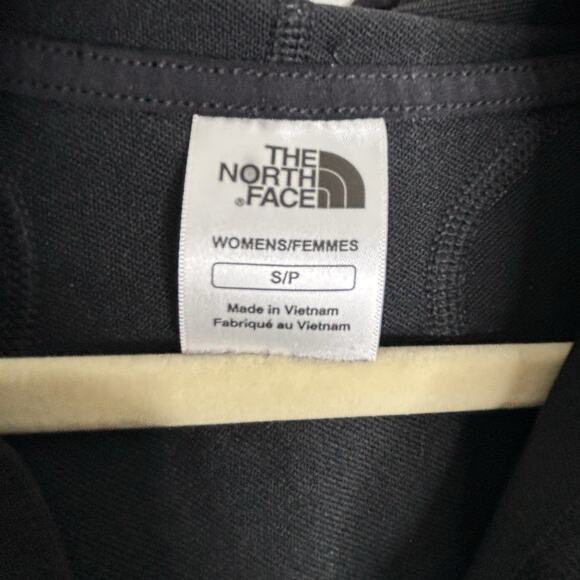 THE
NORTH
®FACE
WOMENS/FEMMES
S/P
Made in Vietnam
Fabriqué au Vietnam